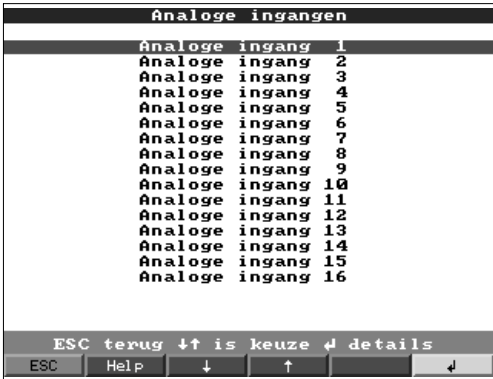 Analoge ingangen
Analoge ingang 1
Analoge ingang 2
Analoge ingang 3
Analoge ingang 4
Analoge ingang 5
Analoge ingang 6
Analoge ingang 7
Analoge ingang 8
Analoge ingang 9
Analoge ingang 10
Analoge ingang 11
Analoge ingang 12
Analoge ingang 13
Analoge ingang 14
Analoge ingang 15
Analoge ingang 16
ESC terug ↓↑ is keuze ↲ details
ESC Help ↓ ↑ ↲